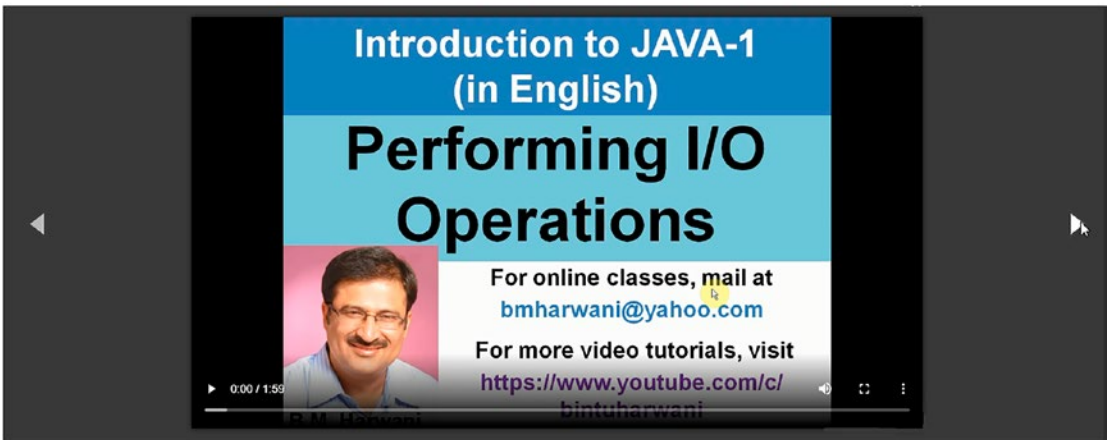 Introduction to JAVA-1
(in English)
Performing I/O
Operations
For online classes, mail at
bmharwani@yahoo.com
For more video tutorials, visit
https://www.youtube.com/c/
bintuharwani
B.M. Harwani
0:00 / 1:59